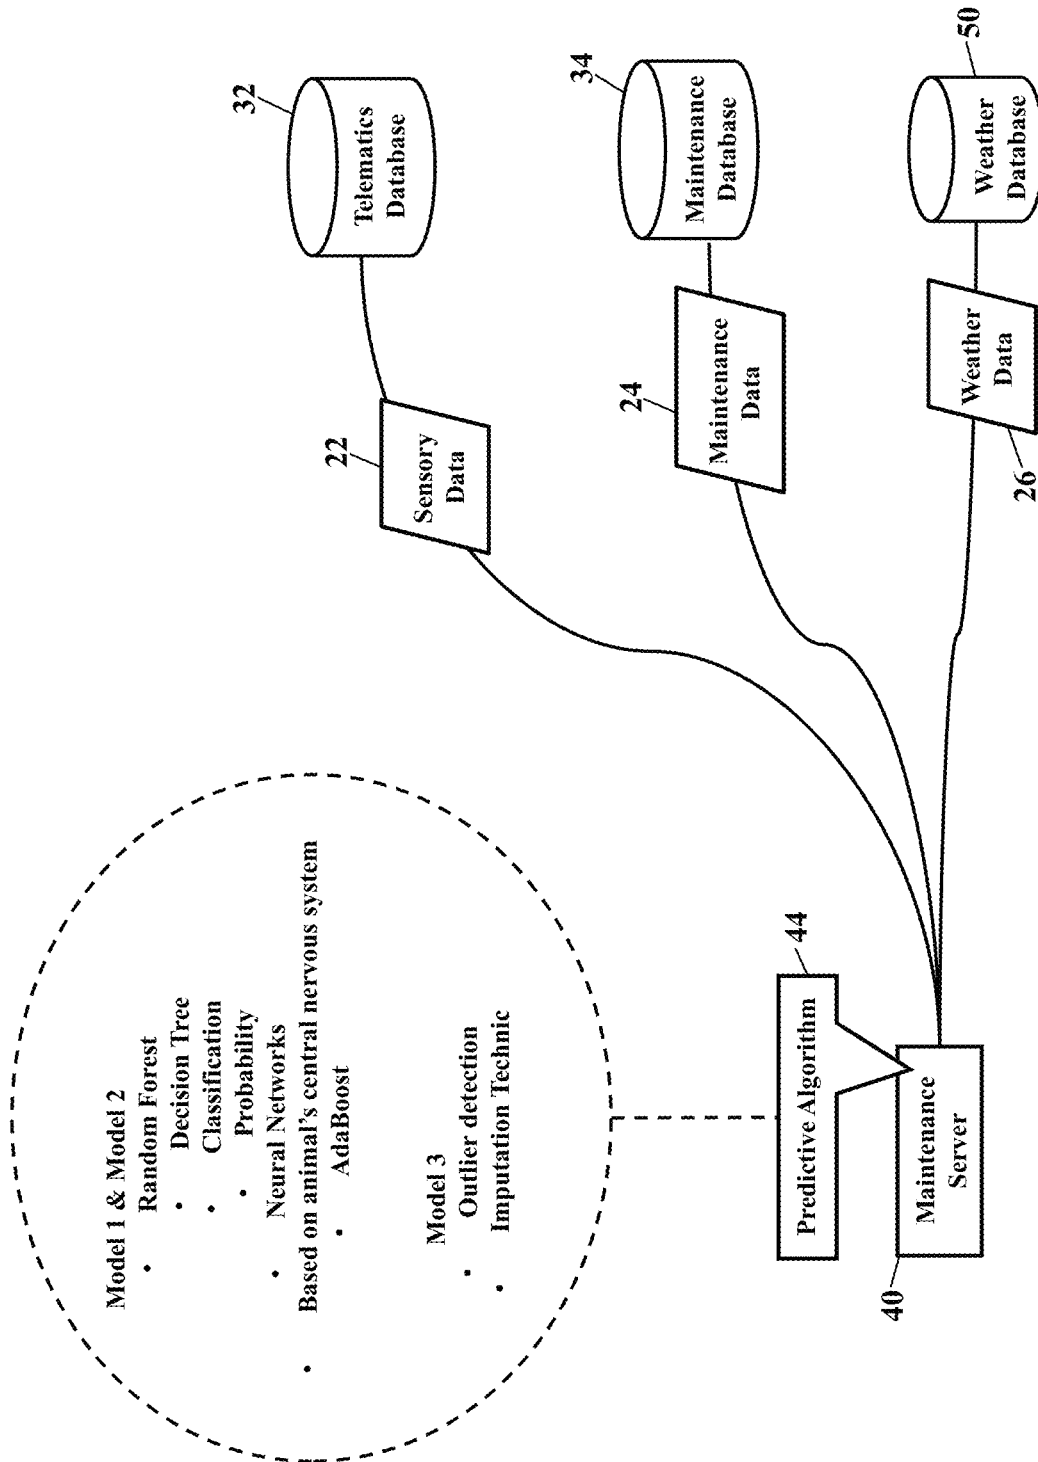 Model 1 & Model 2
• Random Forest
• Decision Tree
• Classification
• Probability
• Neural Networks
• Based on animal's central nervous system
• AdaBoost
Model 3
• Outlier detection
• Imputation Technic
Predictive Algorithm
44
Maintenance
Server
40
22
Sensory
Data
32
Telematics
Database
24
Maintenance
Data
34
Maintenance
Database
26
Weather
Data
50
Weather
Database